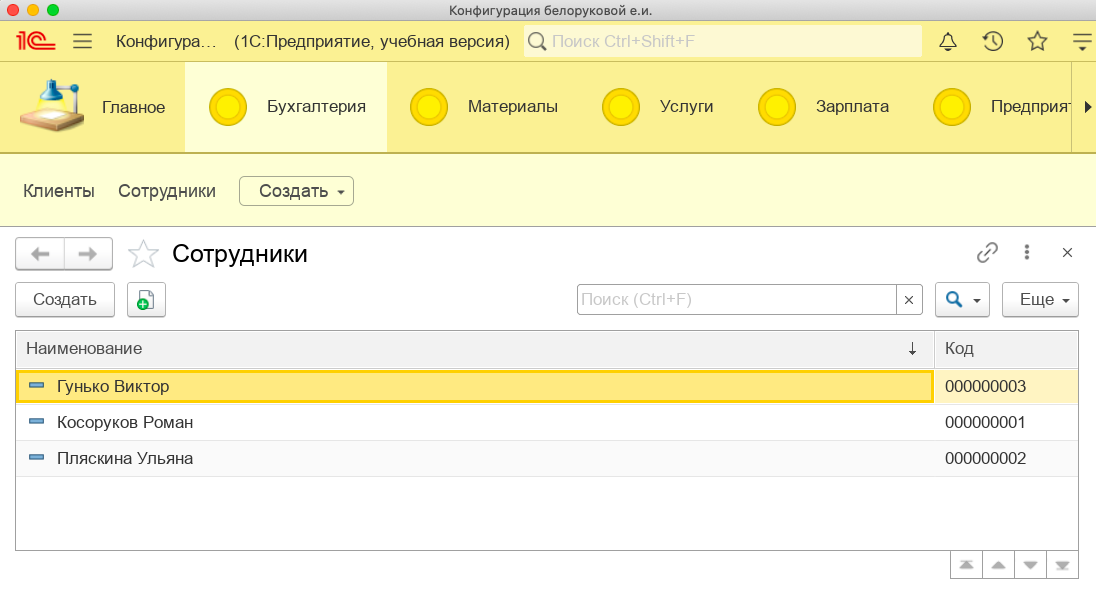 Конфигурация белоруковой е.и.
1С Конфигура... (1С:Предприятие, учебная версия) Поиск Ctrl+Shift+F
Главное Бухгалтерия Материалы Услуги Зарплата Предприят
Клиенты Сотрудники Создать
Сотрудники
Создать Поиск (Ctrl+F) × Еще
Наименование ↓ Код
Гунько Виктор 000000003
Косоруков Роман 000000001
Пляскина Ульяна 000000002